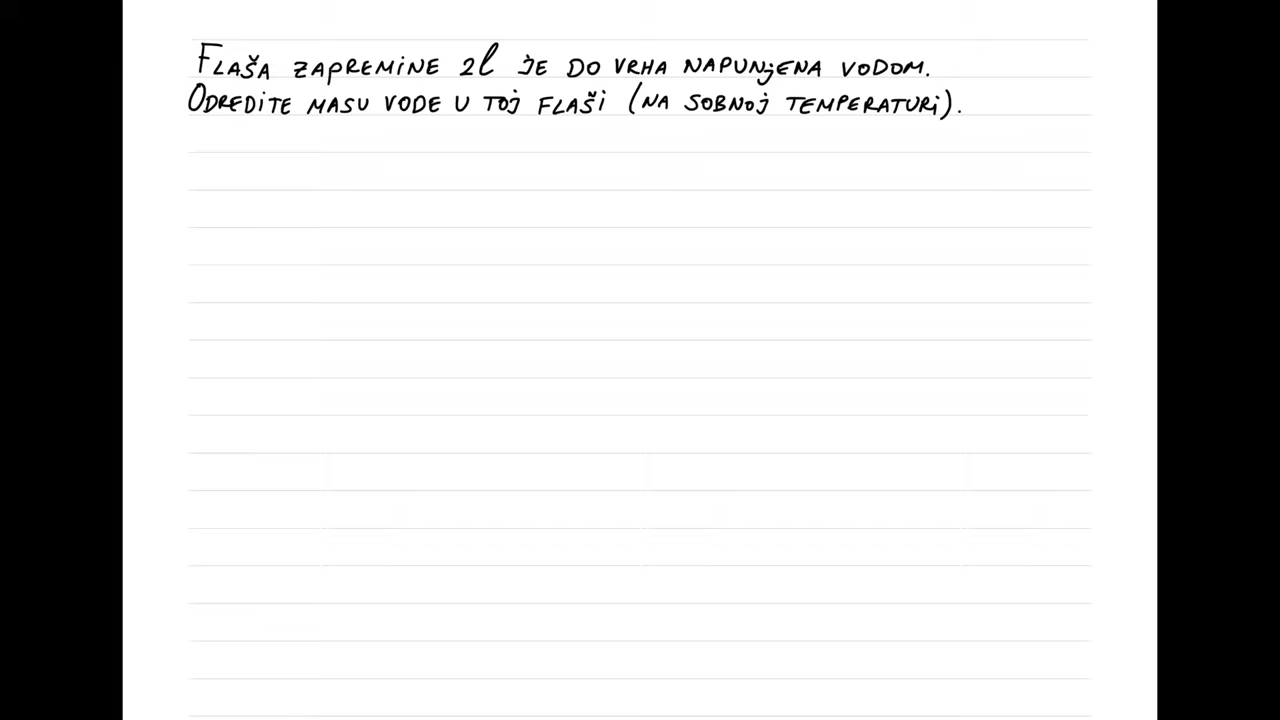 Flaša zapremine 2l je do vrha napunjena vodom.
Odredite masu vode u toj flaši (na sobnoj temperaturi).